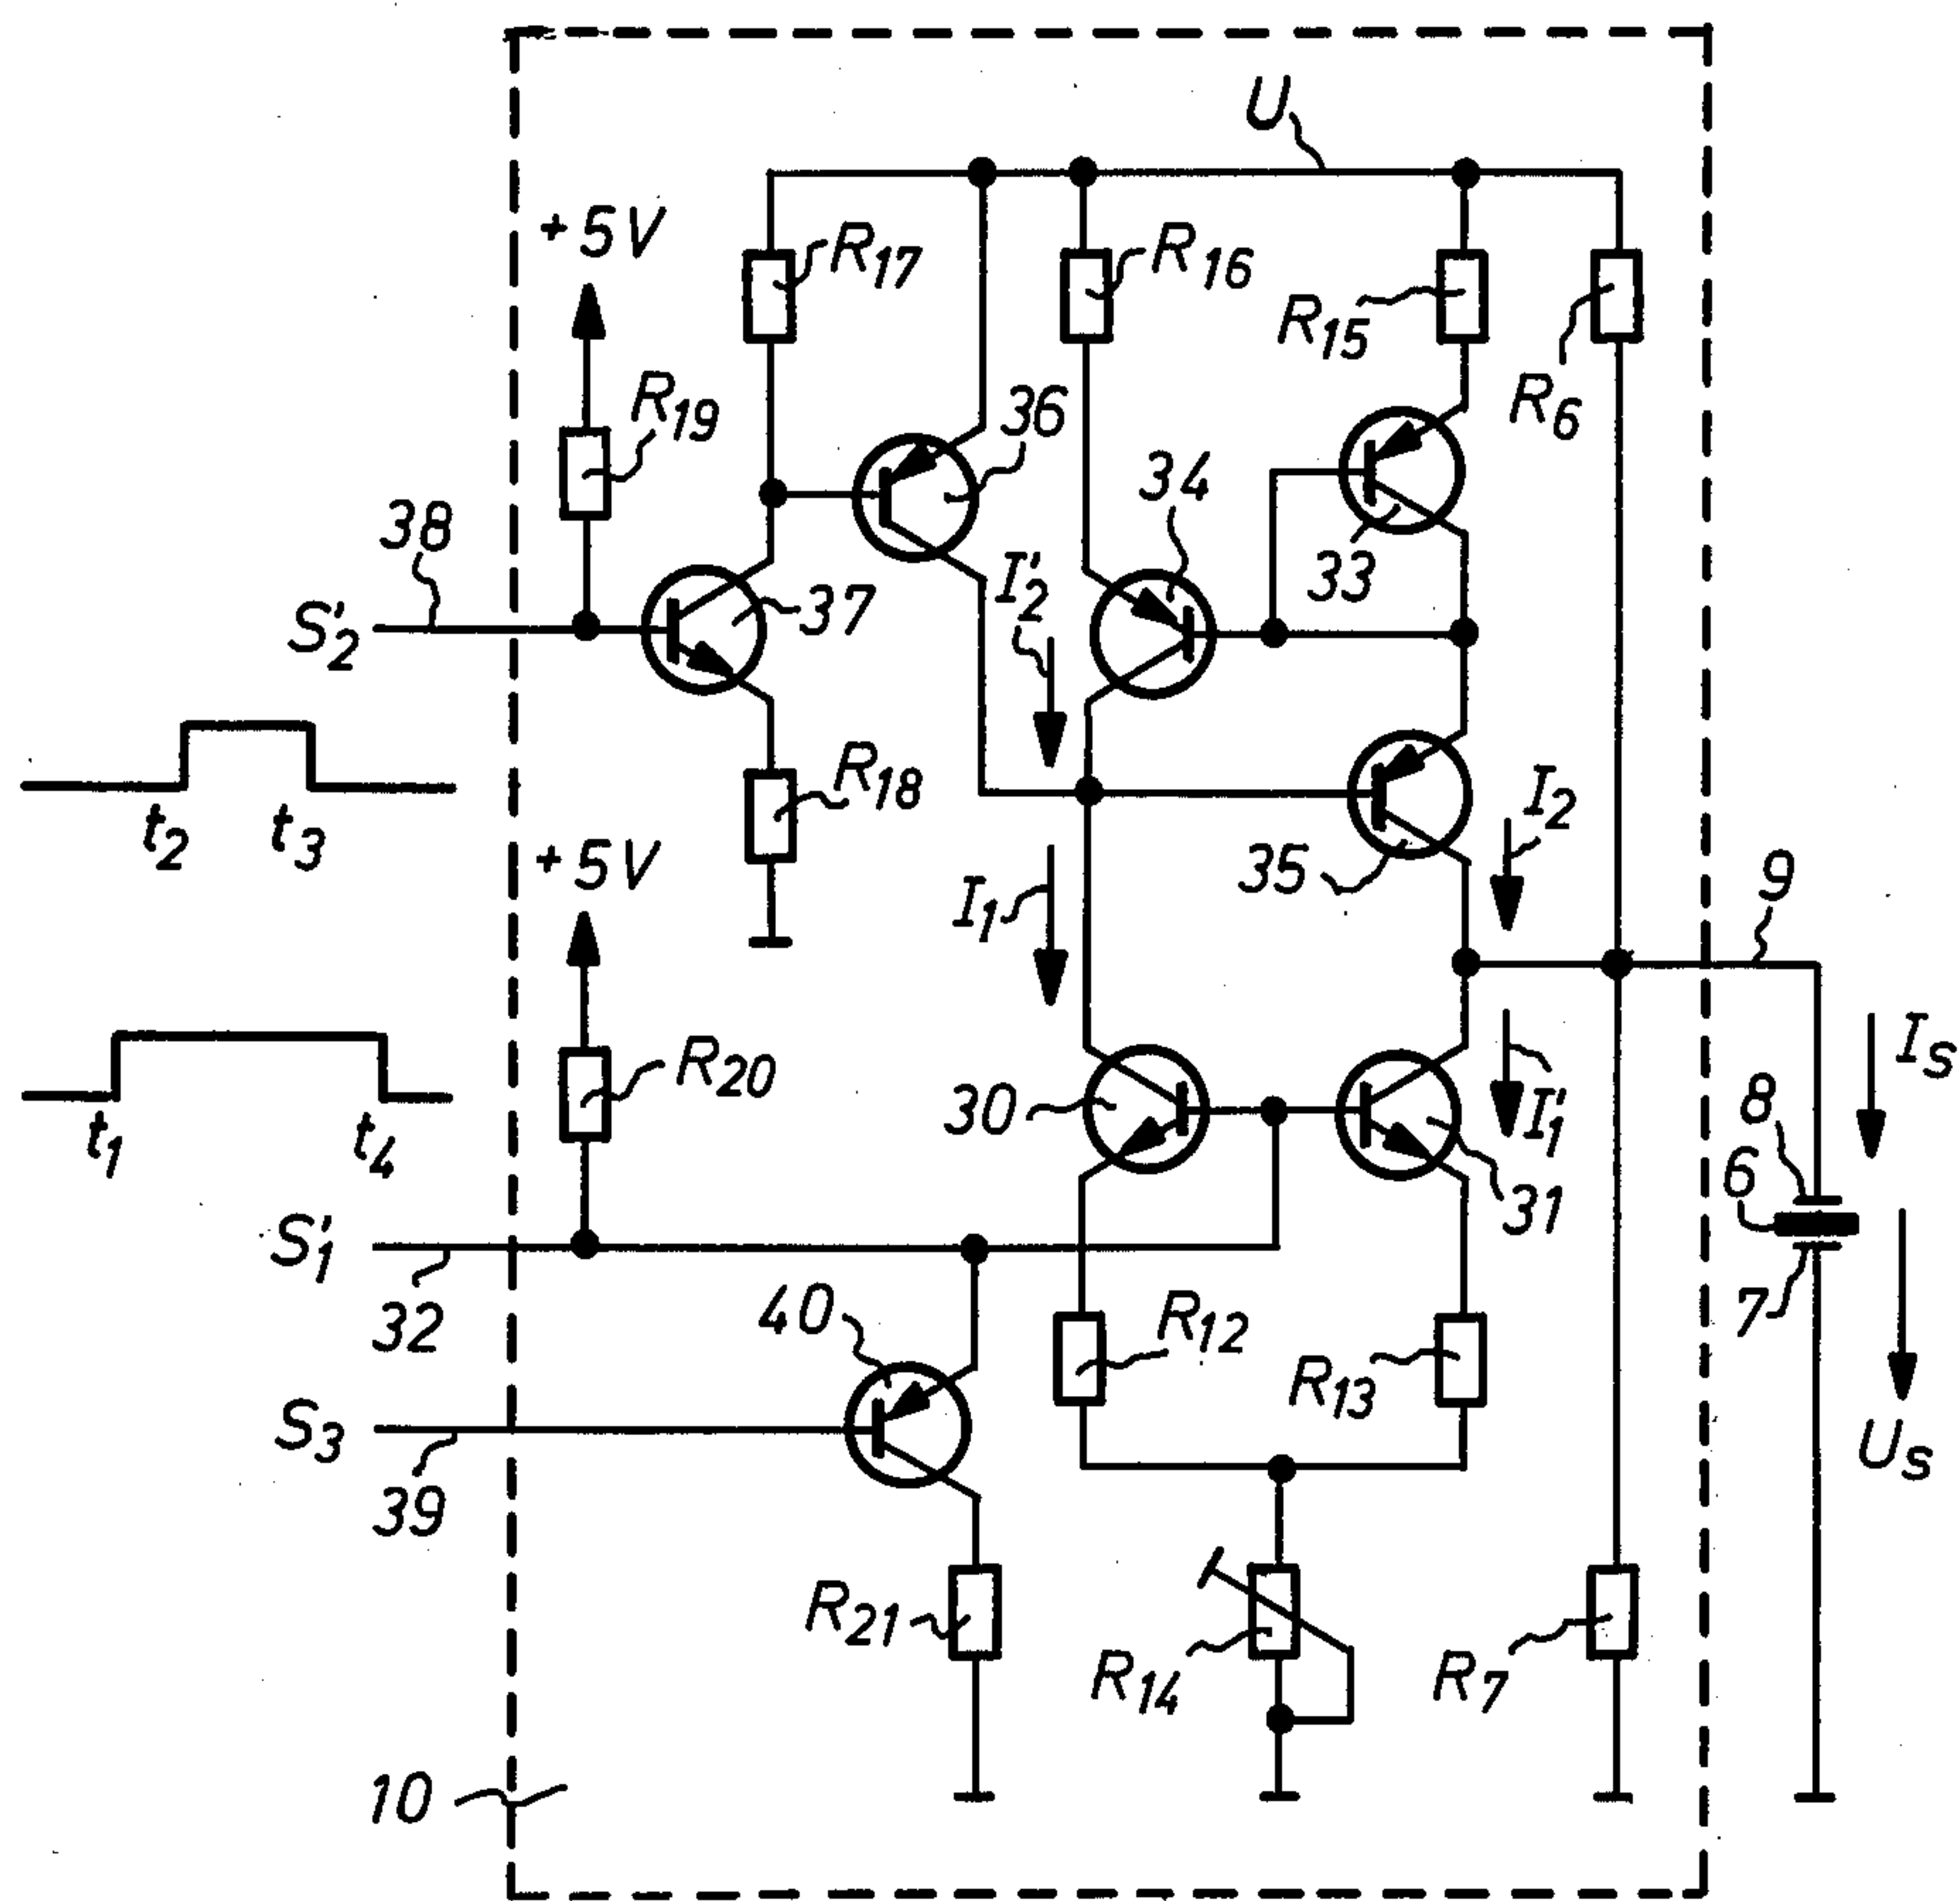 U
+5V
R17
R16
R15
R6
R19
36
34
33
38
S'2
37
I'2
R18
I2
35
t2
t3
+5V
I1
9
R20
30
I'1
31
IS
8
6
7
t1
t4
S'1
32
40
R12
R13
US
S3
39
R21
R14
R7
10